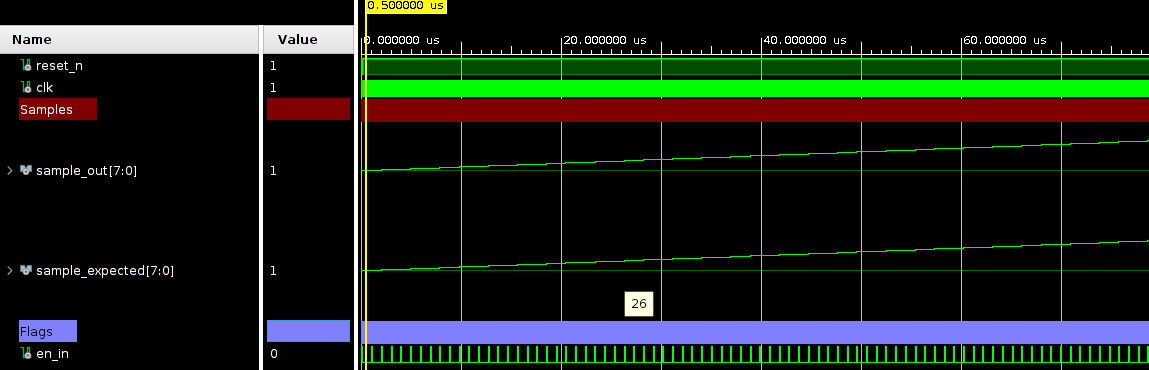 0.500000 us
Name Value
0.000000 us 20.000000 us 40.000000 us 60.000000 us
reset_n 1
clk 1
Samples
sample_out[7:0] 1
sample_expected[7:0] 1
26
Flags
en_in 0